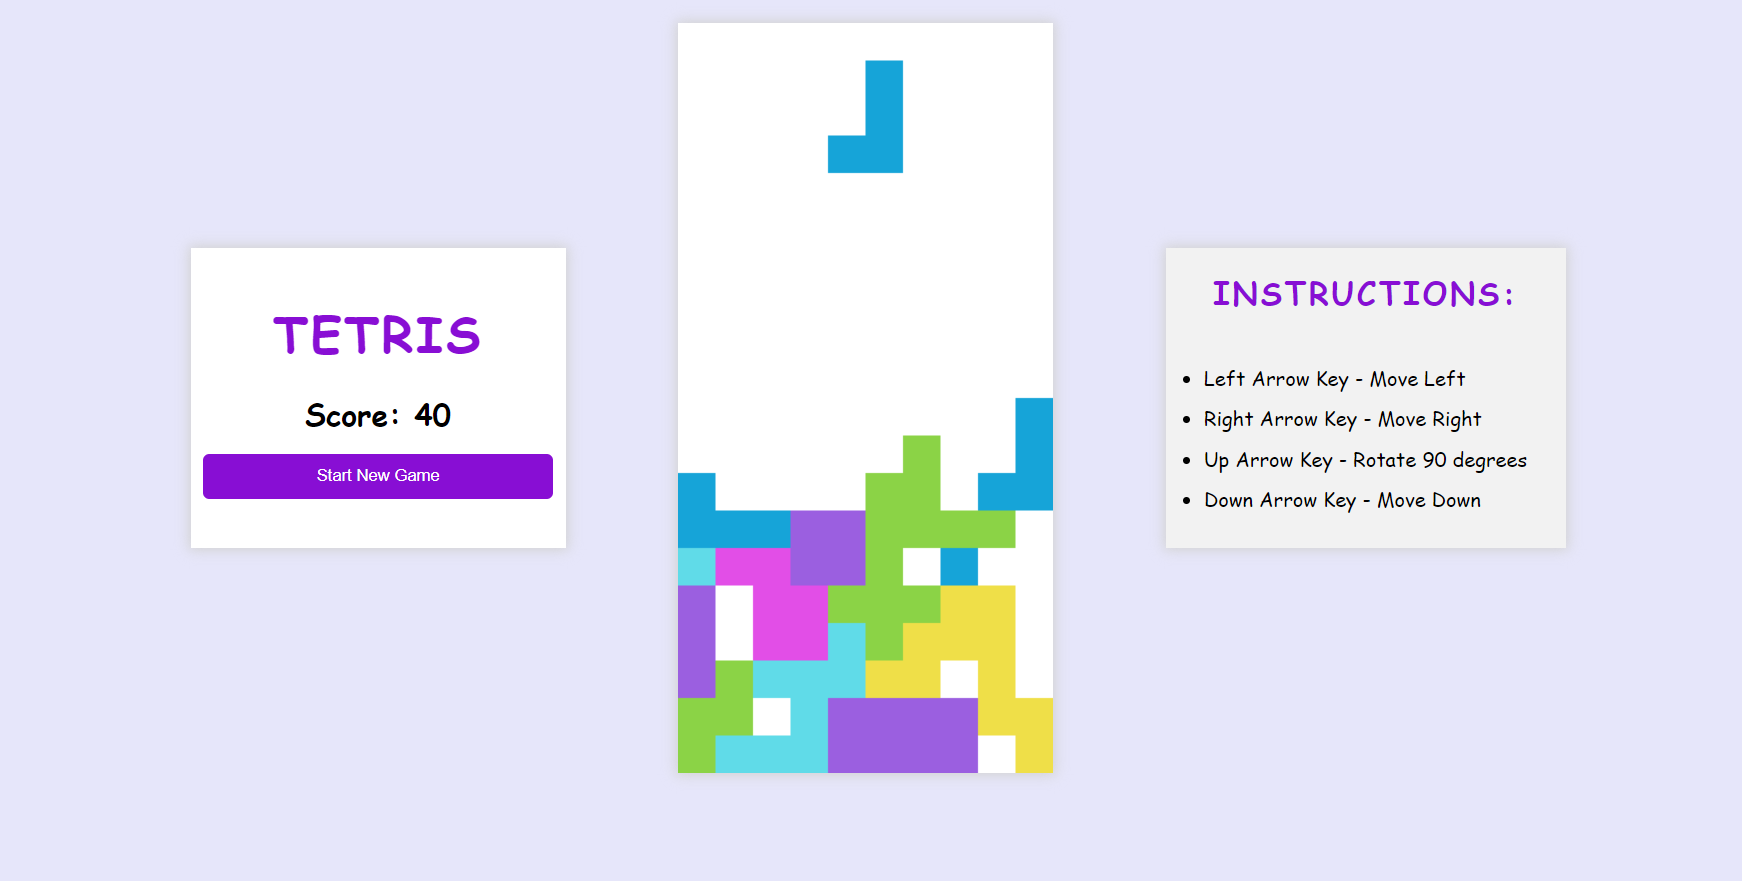 TETRIS
Score: 40
Start New Game
INSTRUCTIONS:
Left Arrow Key - Move Left
Right Arrow Key - Move Right
Up Arrow Key - Rotate 90 degrees
Down Arrow Key - Move Down